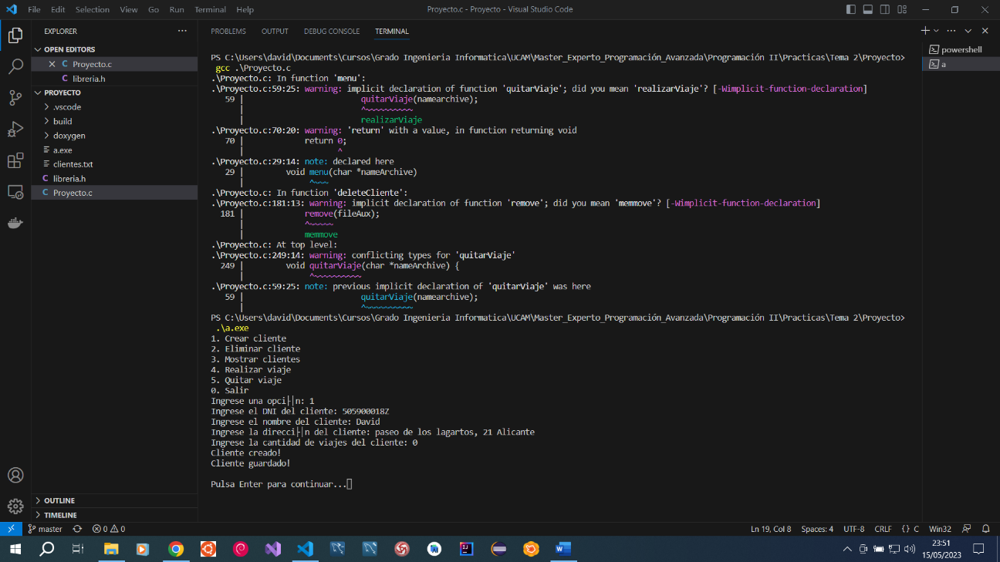 File Edit Selection View Go Run Terminal Help
Proyecto.c - Proyecto - Visual Studio Code
EXPLORER
OPEN EDITORS
C Proyecto.c
C libreria.h
PROYECTO
.vscode
build
doxygen
a.exe
clientes.txt
C libreria.h
C Proyecto.c
OUTLINE
TIMELINE
PROBLEMS OUTPUT DEBUG CONSOLE TERMINAL
powershell
a
PS C:\Users\david\Documents\Cursos\Grado Ingenieria Informatica\UCAM\Master_Experto_Programación_Avanzada\Programación II\Practicas\Tema 2\Proyecto>
gcc .\Proyecto.c
.\Proyecto.c: In function 'menu':
.\Proyecto.c:59:25: warning: implicit declaration of function 'quitarViaje'; did you mean 'realizarViaje'? [-Wimplicit-function-declaration]
59 | quitarViaje(namearchive);
| ^~~~~~~~~~~
| realizarViaje
.\Proyecto.c:70:20: warning: 'return' with a value, in function returning void
70 | return 0;
| ^
.\Proyecto.c:29:14: note: declared here
29 | void menu(char *nameArchive)
| ^~~~
.\Proyecto.c: In function 'deleteCliente':
.\Proyecto.c:181:13: warning: implicit declaration of function 'remove'; did you mean 'memmove'? [-Wimplicit-function-declaration]
181 | remove(fileAux);
| ^~~~~~
| memmove
.\Proyecto.c: At top level:
.\Proyecto.c:249:14: warning: conflicting types for 'quitarViaje'
249 | void quitarViaje(char *nameArchive) {
| ^~~~~~~~~~~
.\Proyecto.c:59:25: note: previous implicit declaration of 'quitarViaje' was here
59 | quitarViaje(namearchive);
| ^~~~~~~~~~~
PS C:\Users\david\Documents\Cursos\Grado Ingenieria Informatica\UCAM\Master_Experto_Programación_Avanzada\Programación II\Practicas\Tema 2\Proyecto>
.\a.exe
1. Crear cliente
2. Eliminar cliente
3. Mostrar clientes
4. Realizar viaje
5. Quitar viaje
0. Salir
Ingrese una opci├│n: 1
Ingrese el DNI del cliente: 505900018Z
Ingrese el nombre del cliente: David
Ingrese la direcci├│n del cliente: paseo de los lagartos, 21 Alicante
Ingrese la cantidad de viajes del cliente: 0
Cliente creado!
Cliente guardado!
Pulsa Enter para continuar...
master 0 0
Ln 19, Col 8 Spaces: 4 UTF-8 CRLF {} C Win32
23:51
15/05/2023